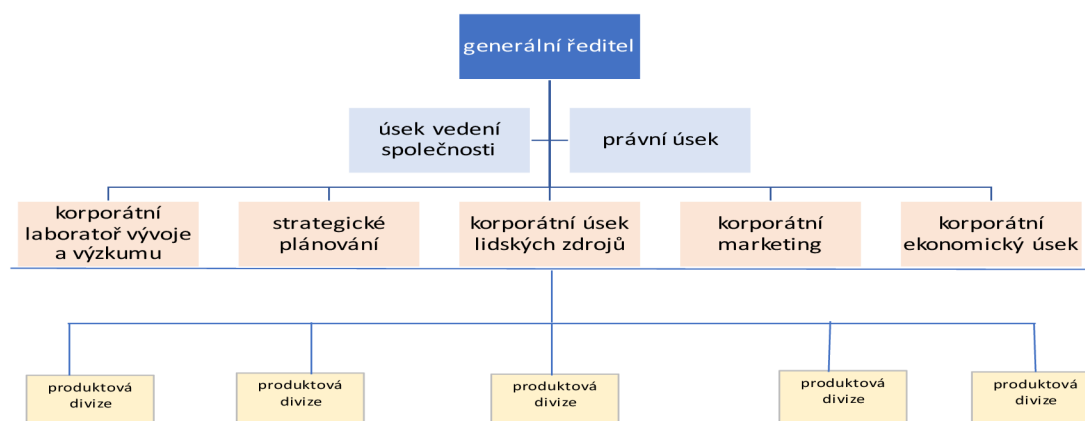 generální ředitel
úsek vedení
společnosti
právní úsek
korporátní
laboratoř vývoje
a výzkumu
strategické
plánování
korporátní úsek
lidských zdrojů
korporátní
marketing
korporátní
ekonomický úsek
produktová
divize
produktová
divize
produktová
divize
produktová
divize
produktová
divize